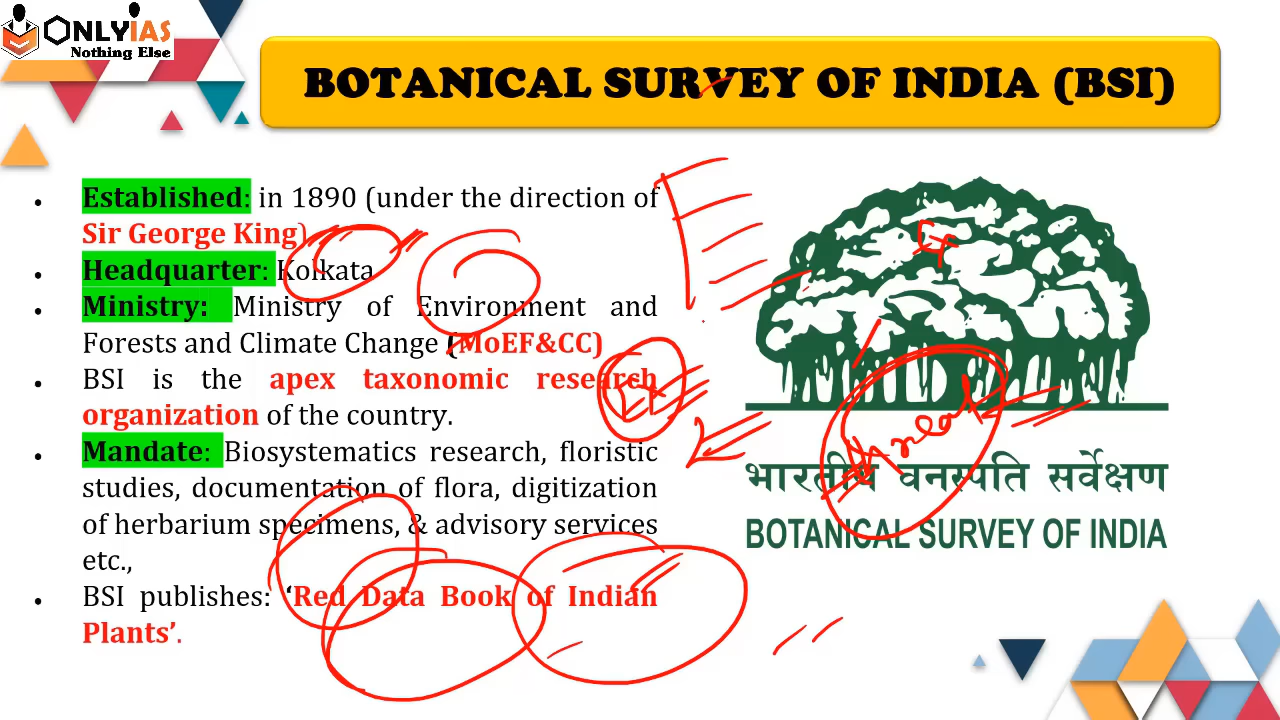 ONLYIAS
Nothing Else
BOTANICAL SURVEY OF INDIA (BSI)
• Established: in 1890 (under the direction of
Sir George King)
• Headquarter: Kolkata
• Ministry: Ministry of Environment and
Forests and Climate Change (MoEF&CC)
• BSI is the apex taxonomic research
organization of the country.
• Mandate: Biosystematics research, floristic
studies, documentation of flora, digitization
of herbarium specimens, & advisory services
etc.,
• BSI publishes: ‘Red Data Book of Indian
Plants’.
Ex
Threat
भारतीय वनस्पति सर्वेक्षण
BOTANICAL SURVEY OF INDIA